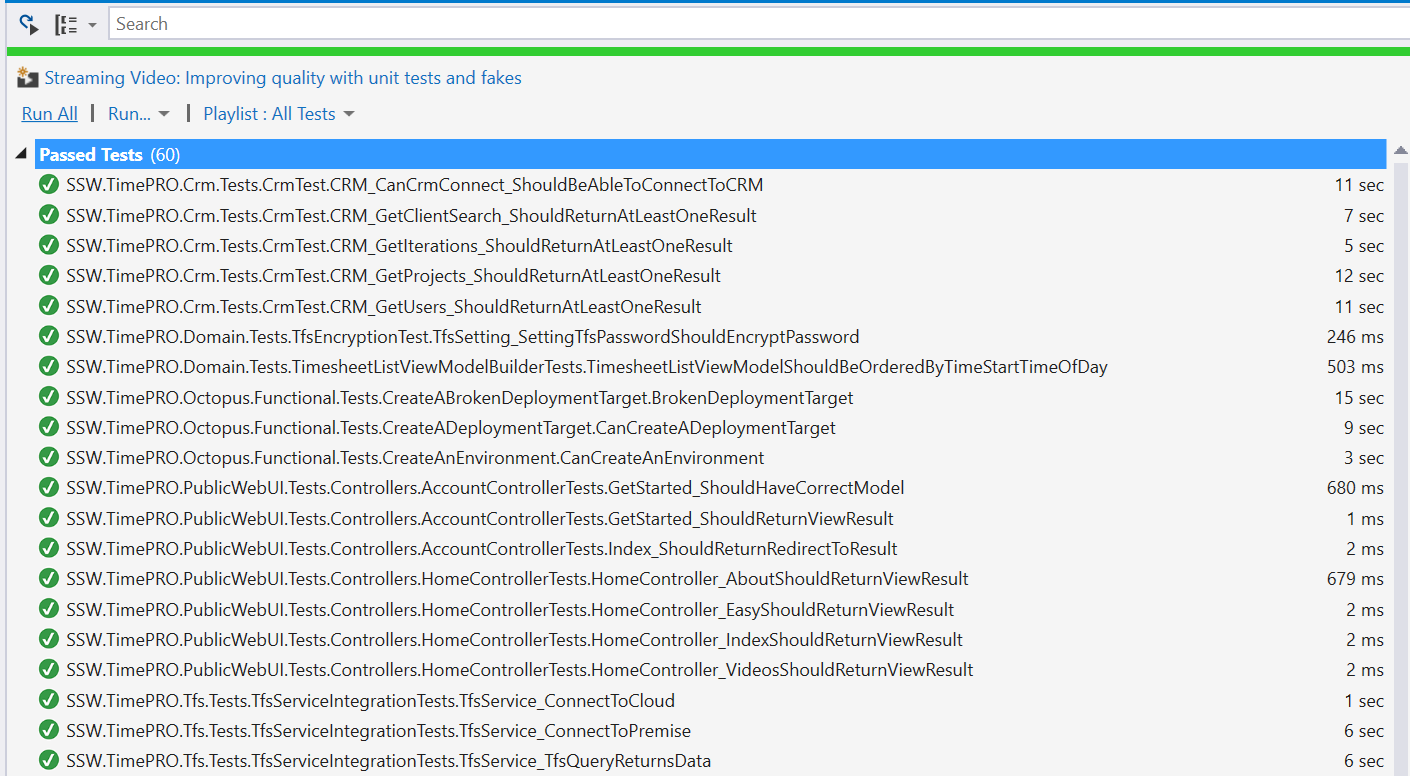 Search
Streaming Video: Improving quality with unit tests and fakes
Run All | Run... | Playlist : All Tests
Passed Tests (60)
SSW.TimePRO.Crm.Tests.CrmTest.CRM_CanCrmConnect_ShouldBeAbleToConnectToCRM 11 sec
SSW.TimePRO.Crm.Tests.CrmTest.CRM_GetClientSearch_ShouldReturnAtLeastOneResult 7 sec
SSW.TimePRO.Crm.Tests.CrmTest.CRM_GetIterations_ShouldReturnAtLeastOneResult 5 sec
SSW.TimePRO.Crm.Tests.CrmTest.CRM_GetProjects_ShouldReturnAtLeastOneResult 12 sec
SSW.TimePRO.Crm.Tests.CrmTest.CRM_GetUsers_ShouldReturnAtLeastOneResult 11 sec
SSW.TimePRO.Domain.Tests.TfsEncryptionTest.TfsSetting_SettingTfsPasswordShouldEncryptPassword 246 ms
SSW.TimePRO.Domain.Tests.TimesheetListViewModelBuilderTests.TimesheetListViewModelShouldBeOrderedByTimeStartTimeOfDay 503 ms
SSW.TimePRO.Octopus.Functional.Tests.CreateABrokenDeploymentTarget.BrokenDeploymentTarget 15 sec
SSW.TimePRO.Octopus.Functional.Tests.CreateADeploymentTarget.CanCreateADeploymentTarget 9 sec
SSW.TimePRO.Octopus.Functional.Tests.CreateAnEnvironment.CanCreateAnEnvironment 3 sec
SSW.TimePRO.PublicWebUI.Tests.Controllers.AccountControllerTests.GetStarted_ShouldHaveCorrectModel 680 ms
SSW.TimePRO.PublicWebUI.Tests.Controllers.AccountControllerTests.GetStarted_ShouldReturnViewResult 1 ms
SSW.TimePRO.PublicWebUI.Tests.Controllers.AccountControllerTests.Index_ShouldReturnRedirectToResult 2 ms
SSW.TimePRO.PublicWebUI.Tests.Controllers.HomeControllerTests.HomeController_AboutShouldReturnViewResult 679 ms
SSW.TimePRO.PublicWebUI.Tests.Controllers.HomeControllerTests.HomeController_EasyShouldReturnViewResult 2 ms
SSW.TimePRO.PublicWebUI.Tests.Controllers.HomeControllerTests.HomeController_IndexShouldReturnViewResult 2 ms
SSW.TimePRO.PublicWebUI.Tests.Controllers.HomeControllerTests.HomeController_VideosShouldReturnViewResult 2 ms
SSW.TimePRO.Tfs.Tests.TfsServiceIntegrationTests.TfsService_ConnectToCloud 1 sec
SSW.TimePRO.Tfs.Tests.TfsServiceIntegrationTests.TfsService_ConnectToPremise 6 sec
SSW.TimePRO.Tfs.Tests.TfsServiceIntegrationTests.TfsService_TfsQueryReturnsData 6 sec